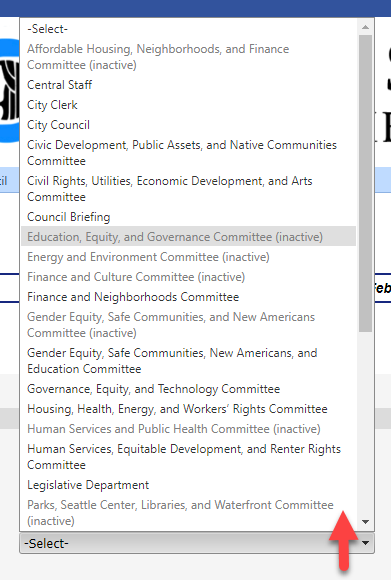 -Select-
Affordable Housing, Neighborhoods, and Finance
Committee (inactive)
Central Staff
City Clerk
City Council
Civic Development, Public Assets, and Native Communities
Committee
Civil Rights, Utilities, Economic Development, and Arts
Committee
Council Briefing
Education, Equity, and Governance Committee (inactive)
Energy and Environment Committee (inactive)
Finance and Culture Committee (inactive)
Finance and Neighborhoods Committee
Gender Equity, Safe Communities, and New Americans
Committee (inactive)
Gender Equity, Safe Communities, New Americans, and
Education Committee
Governance, Equity, and Technology Committee
Housing, Health, Energy, and Workers’ Rights Committee
Human Services and Public Health Committee (inactive)
Human Services, Equitable Development, and Renter Rights
Committee
Legislative Department
Parks, Seattle Center, Libraries, and Waterfront Committee
(inactive)
-Select-